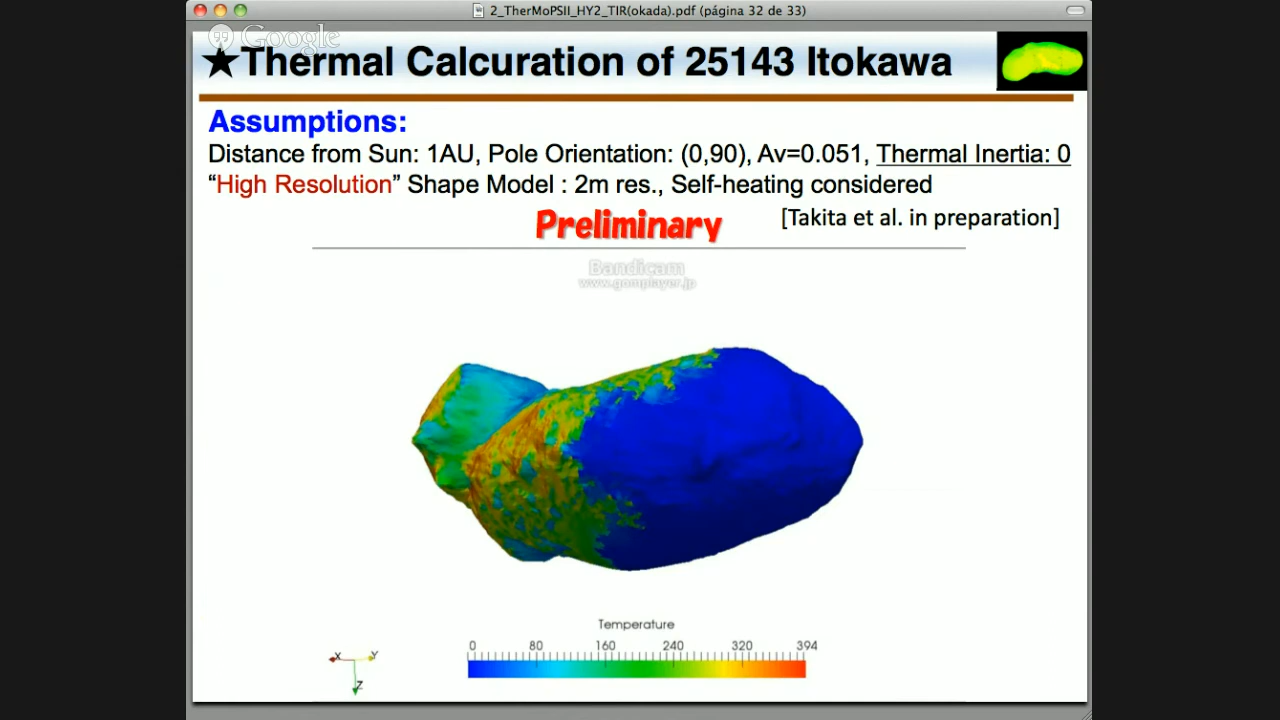 2_TherMoPSII_HY2_TIR(okada).pdf (página 32 de 33)
Google
★Thermal Calcuration of 25143 Itokawa
Assumptions:
Distance from Sun: 1AU, Pole Orientation: (0,90), Av=0.051, Thermal Inertia: 0
“High Resolution” Shape Model : 2m res., Self-heating considered
Preliminary
[Takita et al. in preparation]
Bandicam
www.gomplayer.jp
Temperature
0 80 160 240 320 394
X Y
Z